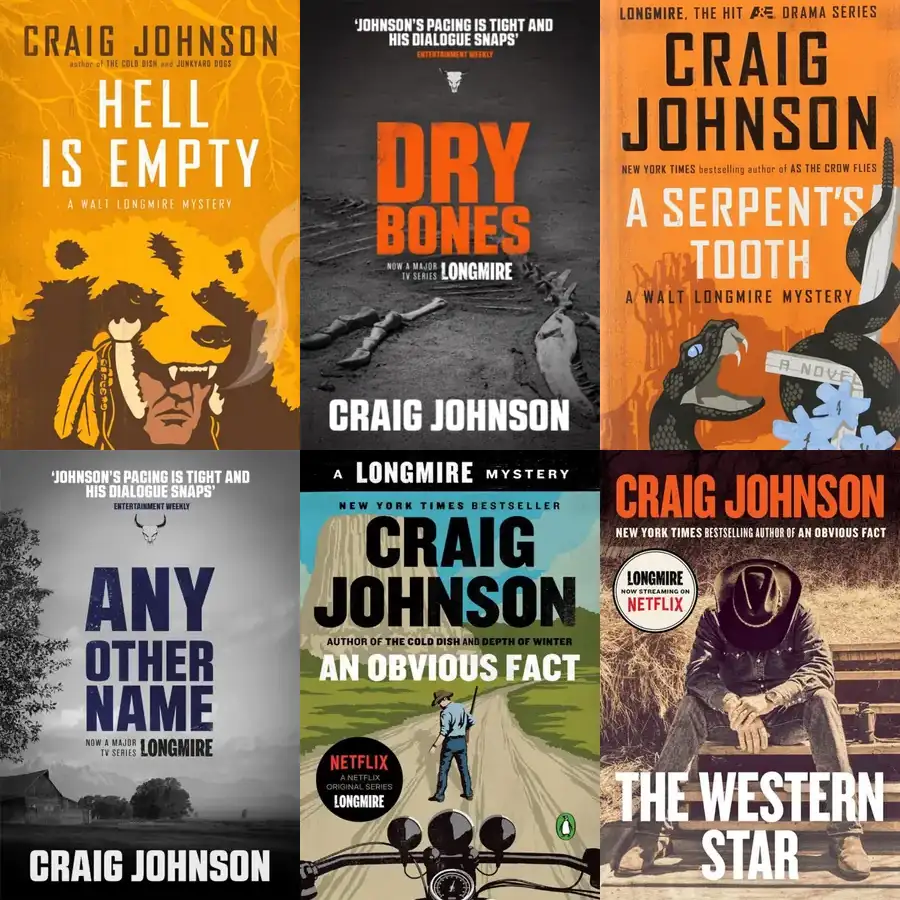 CRAIG JOHNSON
author of THE COLD DISH and JUNKYARD DOGS
HELL
IS EMPTY
A WALT LONGMIRE MYSTERY
'JOHNSON'S PACING IS TIGHT AND
HIS DIALOGUE SNAPS'
ENTERTAINMENT WEEKLY
DRY
BONES
NOW A MAJOR
TV SERIES LONGMIRE
CRAIG JOHNSON
LONGMIRE, THE HIT A&E DRAMA SERIES
CRAIG
JOHNSON
NEW YORK TIMES bestselling author of AS THE CROW FLIES
A SERPENT'S
TOOTH
A WALT LONGMIRE MYSTERY
A NOVEL
'JOHNSON'S PACING IS TIGHT AND
HIS DIALOGUE SNAPS'
ENTERTAINMENT WEEKLY
ANY
OTHER
NAME
NOW A MAJOR
TV SERIES LONGMIRE
CRAIG JOHNSON
A LONGMIRE MYSTERY
NEW YORK TIMES BESTSELLER
CRAIG
JOHNSON
AUTHOR OF THE COLD DISH AND DEPTH OF WINTER
AN OBVIOUS FACT
NETFLIX
A NETFLIX
ORIGINAL SERIES
LONGMIRE
CRAIG JOHNSON
NEW YORK TIMES BESTSELLING AUTHOR OF AN OBVIOUS FACT
LONGMIRE
NOW STREAMING ON
NETFLIX
THE WESTERN
STAR